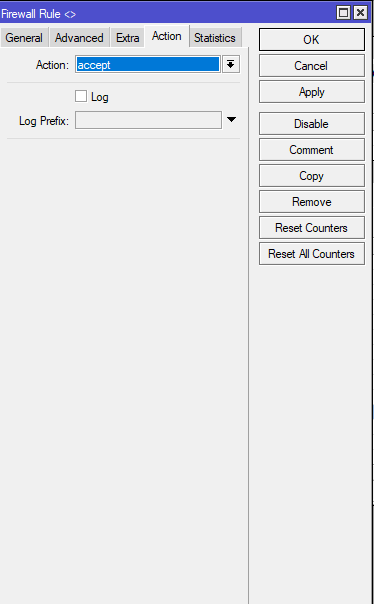 Firewall Rule <>
General Advanced Extra Action Statistics
Action: accept
Log
Log Prefix:
OK
Cancel
Apply
Disable
Comment
Copy
Remove
Reset Counters
Reset All Counters